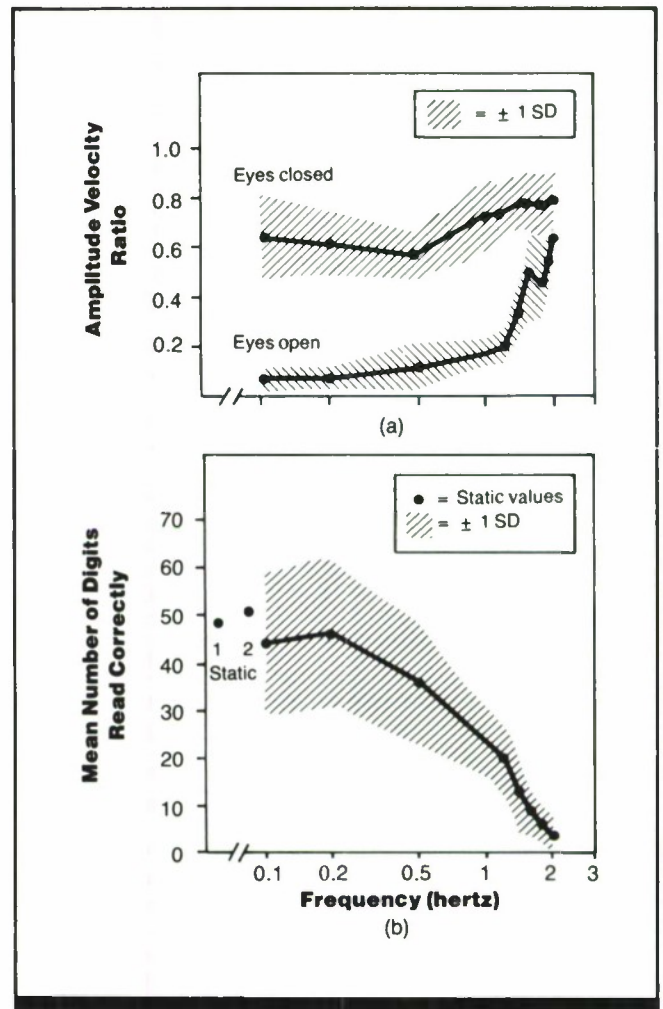 = ± 1 SD
Amplitude Velocity
Ratio
1.0
0.8
0.6
0.4
0.2
Eyes closed
Eyes open
(a)
• = Static values
= ± 1 SD
Mean Number of Digits
Read Correctly
70
60
50
40
30
20
10
0
1 2
Static
0.1 0.2 0.5 1 2 3
Frequency (hertz)
(b)